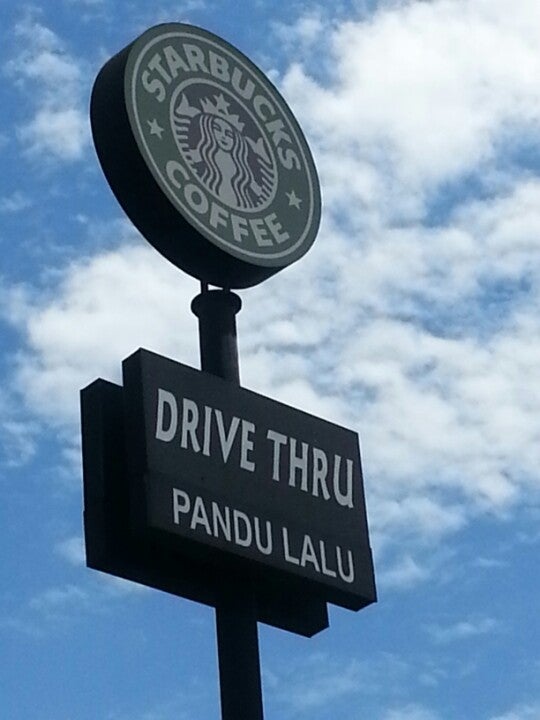 STARBUCKS
COFFEE
DRIVE THRU
PANDU LALU